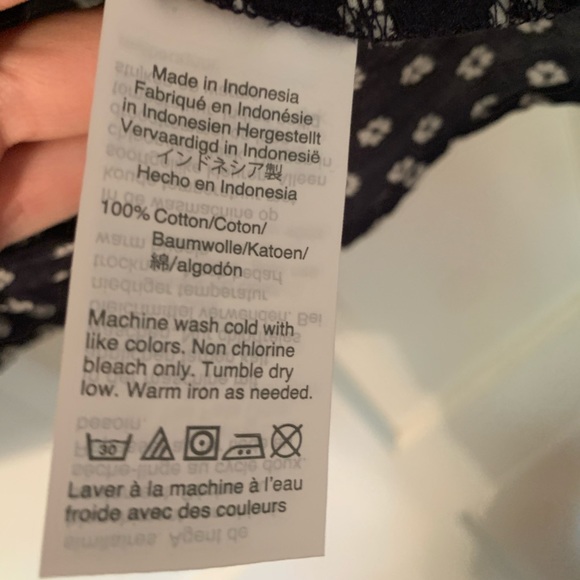 Made in Indonesia
Fabriqué en Indonésie
in Indonesien Hergestellt
Vervaardigd in Indonesië
インドネシア製
Hecho en Indonesia
100% Cotton/Coton/
Baumwolle/Katoen/
綿/algodón
Machine wash cold with
like colors. Non chlorine
bleach only. Tumble dry
low. Warm iron as needed.
30
Laver à la machine à l'eau
froide avec des couleurs